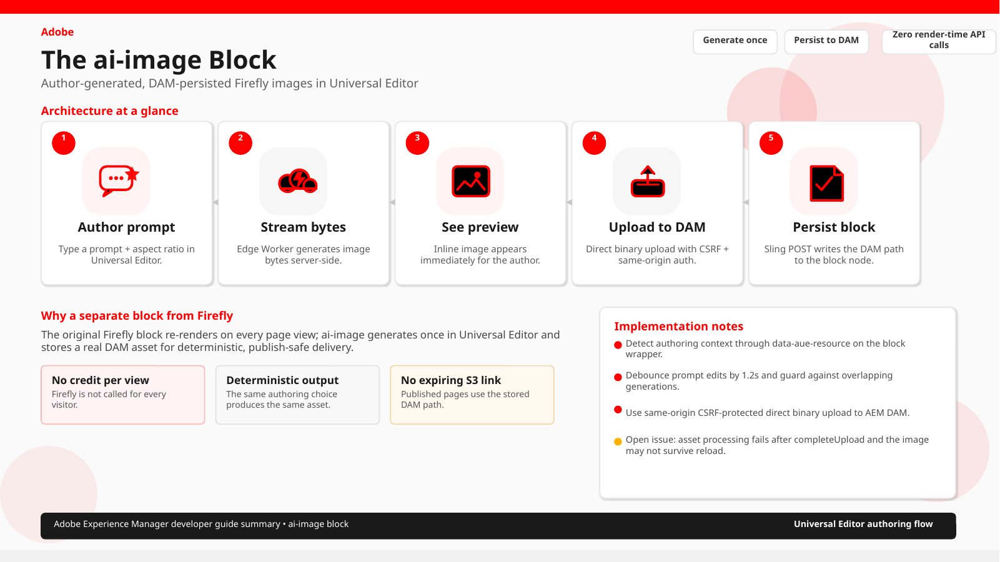 Adobe
The ai-image Block
Author-generated, DAM-persisted Firefly images in Universal Editor
Generate once
Persist to DAM
Zero render-time API
calls
Architecture at a glance
1
Author prompt
Type a prompt + aspect ratio in
Universal Editor.
2
Stream bytes
Edge Worker generates image
bytes server-side.
3
See preview
Inline image appears
immediately for the author.
4
Upload to DAM
Direct binary upload with CSRF +
same-origin auth.
5
Persist block
Sling POST writes the DAM path
to the block node.
Why a separate block from Firefly
The original Firefly block re-renders on every page view; ai-image generates once in Universal Editor and
stores a real DAM asset for deterministic, publish-safe delivery.
No credit per view
Firefly is not called for every
visitor.
Deterministic output
The same authoring choice
produces the same asset.
No expiring S3 link
Published pages use the stored
DAM path.
Implementation notes
Detect authoring context through data-aue-resource on the block
wrapper.
Debounce prompt edits by 1.2s and guard against overlapping
generations.
Use same-origin CSRF-protected direct binary upload to AEM DAM.
Open issue: asset processing fails after completeUpload and the image
may not survive reload.
Adobe Experience Manager developer guide summary • ai-image block
Universal Editor authoring flow